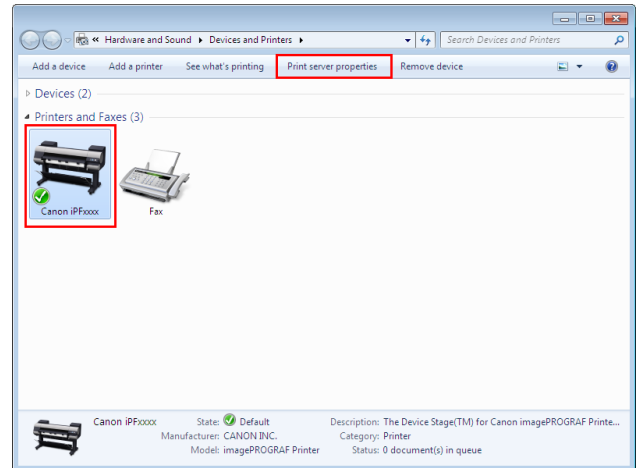 « Hardware and Sound ▸ Devices and Printers ▸ Search Devices and Printers
Add a device Add a printer See what's printing Print server properties Remove device
Devices (2)
Printers and Faxes (3)
Canon iPFxxxx Fax
Canon iPFxxxx State: Default Description: The Device Stage(TM) for Canon imagePROGRAF Printe...
Manufacturer: CANON INC. Category: Printer
Model: imagePROGRAF Printer Status: 0 document(s) in queue